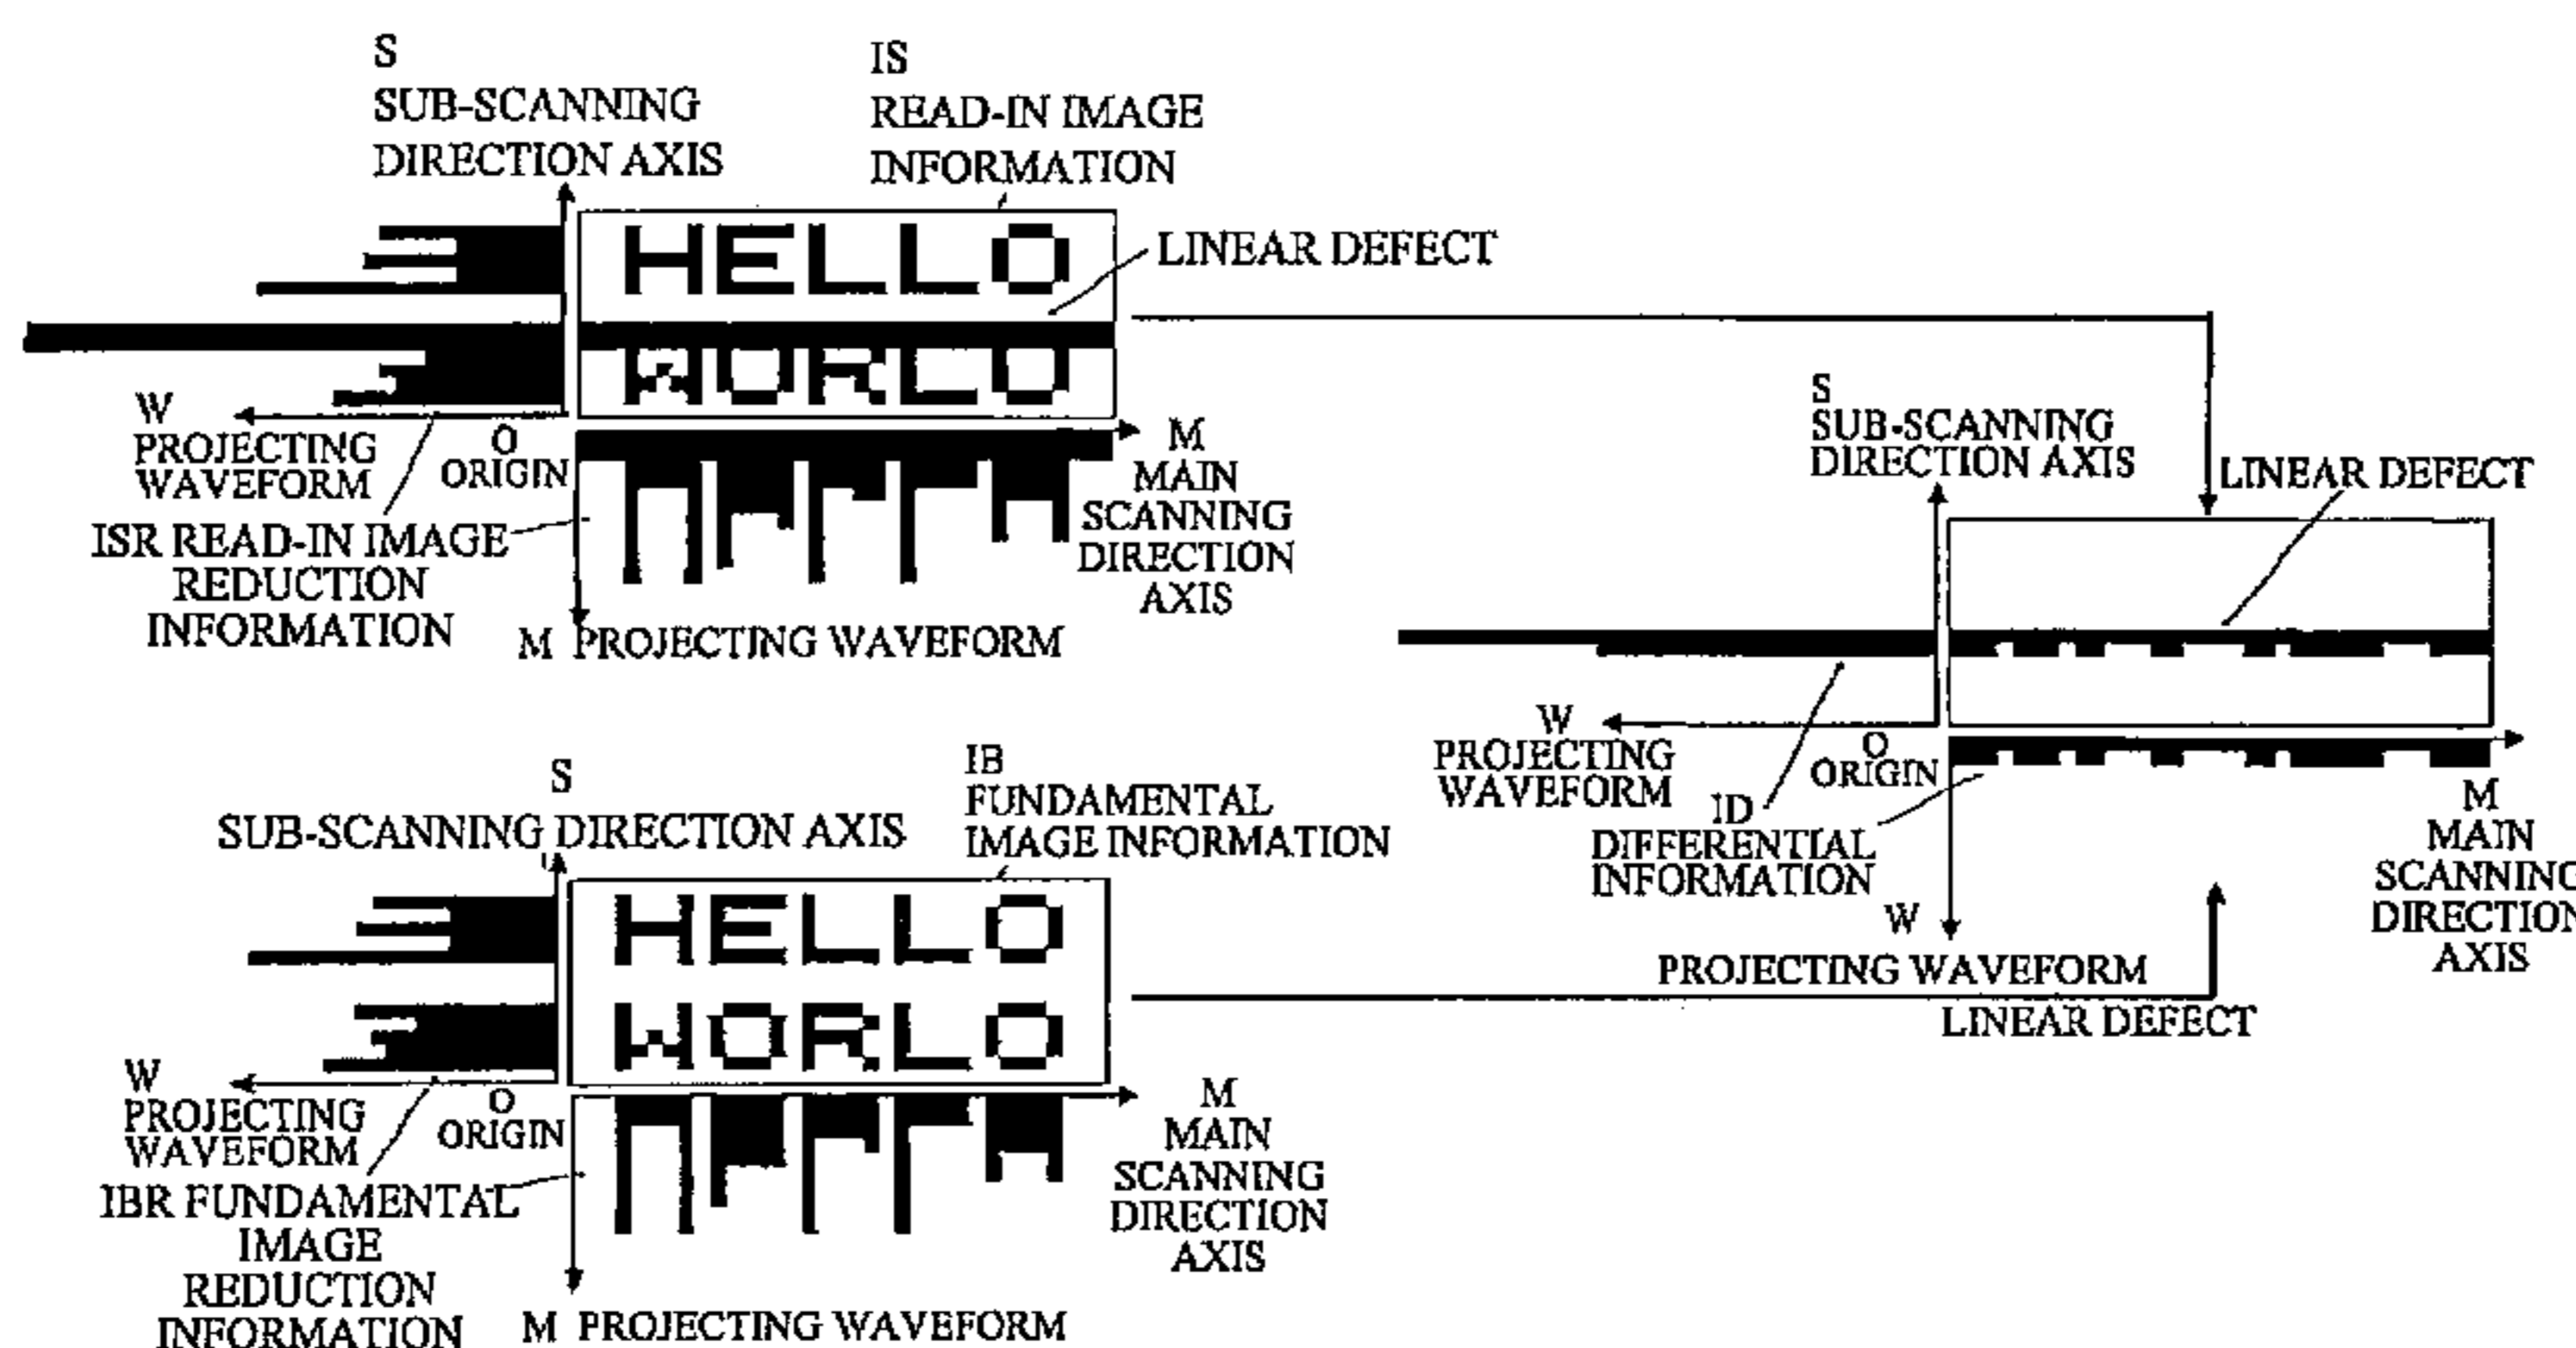 S
SUB-SCANNING
DIRECTION AXIS
IS
READ-IN IMAGE
INFORMATION
HELLO
LINEAR DEFECT
WORLO
W
PROJECTING
WAVEFORM
O
ORIGIN
M
MAIN
SCANNING
DIRECTION
AXIS
ISR READ-IN IMAGE
REDUCTION
INFORMATION
M PROJECTING WAVEFORM
S
SUB-SCANNING
DIRECTION AXIS
LINEAR DEFECT
W
PROJECTING
WAVEFORM
O
ORIGIN
ID
DIFFERENTIAL
INFORMATION
M
MAIN
SCANNING
DIRECTION
AXIS
W
PROJECTING WAVEFORM
LINEAR DEFECT
S
SUB-SCANNING DIRECTION AXIS
IB
FUNDAMENTAL
IMAGE INFORMATION
HELLO
WORLO
W
PROJECTING
WAVEFORM
O
ORIGIN
M
MAIN
SCANNING
DIRECTION
AXIS
IBR FUNDAMENTAL
IMAGE
REDUCTION
INFORMATION
M PROJECTING WAVEFORM